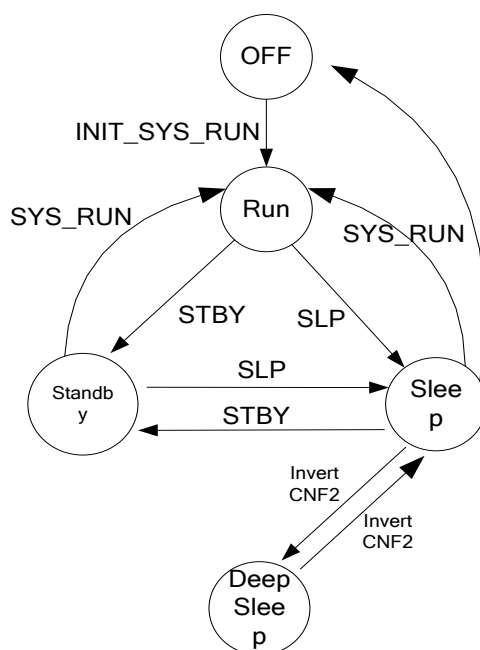 OFF
INIT_SYS_RUN
Run
SYS_RUN
SYS_RUN
STBY
SLP
Standb
y
SLP
STBY
Slee
p
Invert
CNF2
Invert
CNF2
Deep
Slee
p